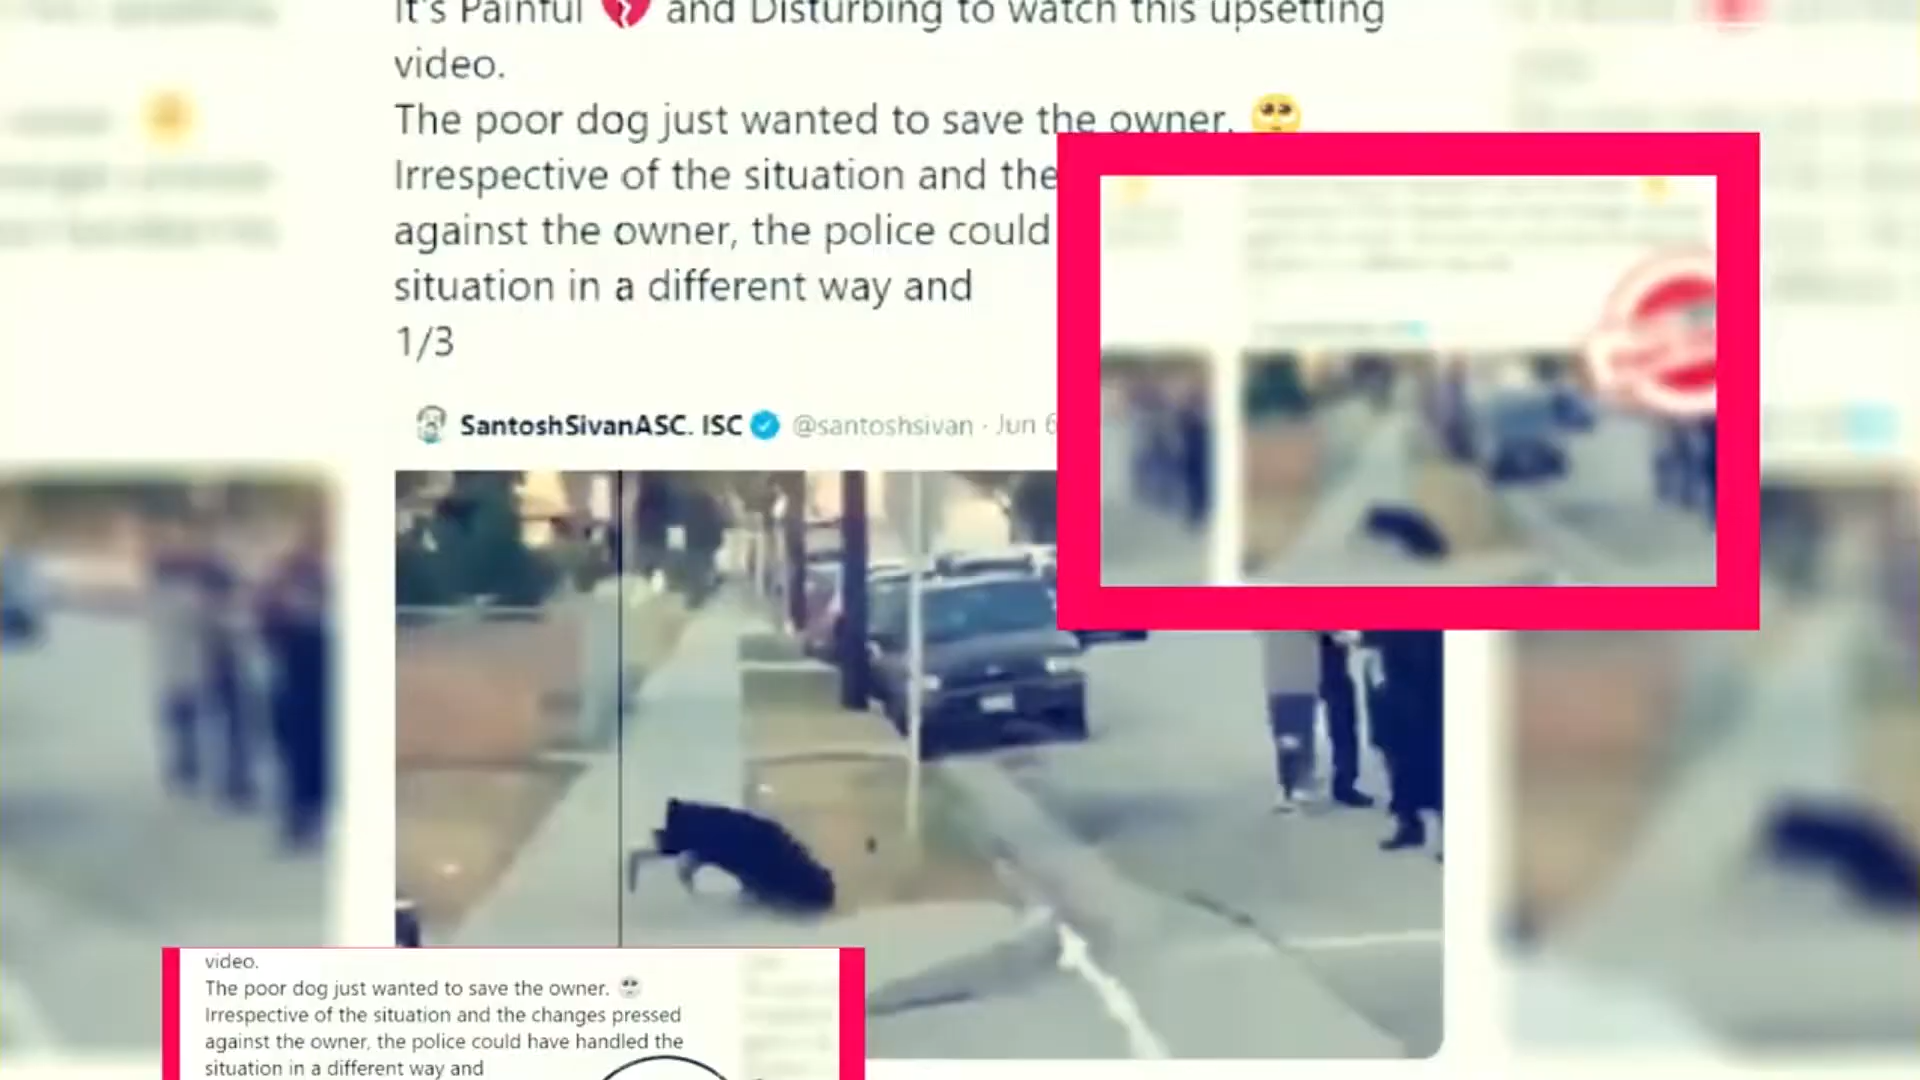 It's Painful 💔 and Disturbing to watch this upsetting
video.
The poor dog just wanted to save the owner. 🥺
Irrespective of the situation and the
against the owner, the police could
situation in a different way and
1/3
SantoshSivanASC. ISC @santoshsivan · Jun 6
video.
The poor dog just wanted to save the owner. 🥺
Irrespective of the situation and the changes pressed
against the owner, the police could have handled the
situation in a different way and